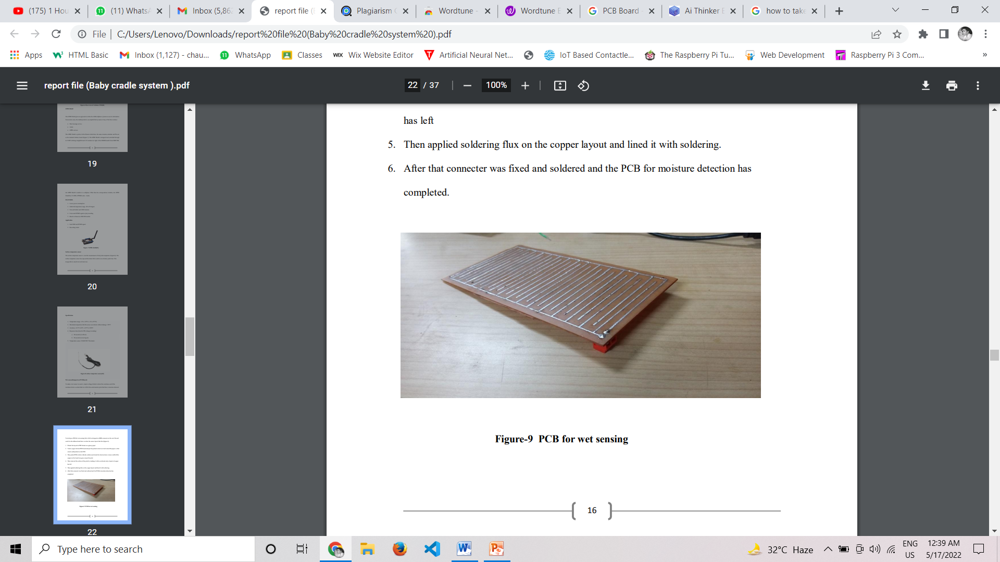 (175) 1 Hou
(11) WhatsA
Inbox (5,862
report file (
Plagiarism C
Wordtune -
Wordtune E
PCB Board -
Ai Thinker E
how to take
File
C:/Users/Lenovo/Downloads/report%20file%20(Baby%20cradle%20system%20).pdf
Apps
HTML Basic
Inbox (1,127) - chau...
WhatsApp
Classes
WIX Wix Website Editor
Artificial Neural Net...
IoT Based Contactle...
The Raspberry Pi Tu...
Web Development
Raspberry Pi 3 Com...
»
report file (Baby cradle system ).pdf
22 / 37
100%
19
20
21
22
has left
5. Then applied soldering flux on the copper layout and lined it with soldering.
6. After that connecter was fixed and soldered and the PCB for moisture detection has
completed.
Figure-9 PCB for wet sensing
16
Type here to search
32°C Haze
ENG
US
12:39 AM
5/17/2022